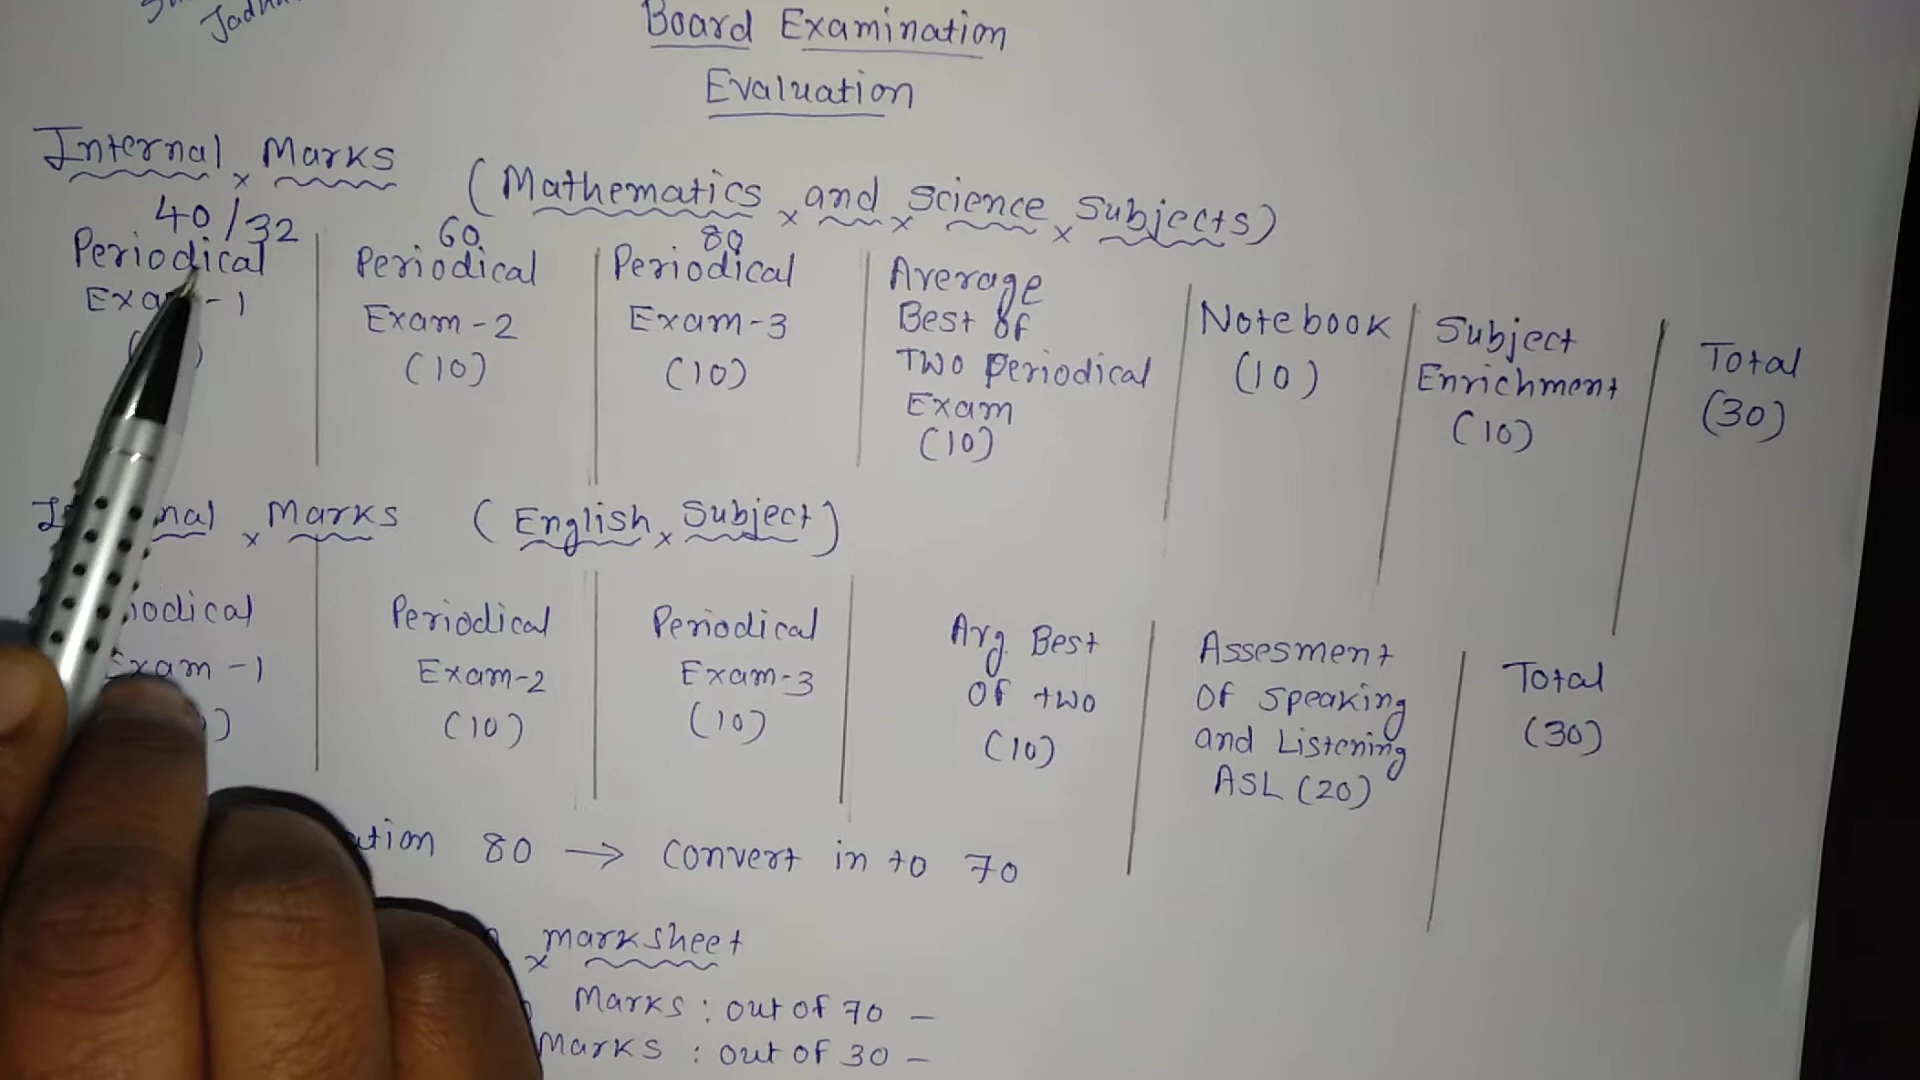 Board Examination
Evaluation
Internal Marks (Mathematics and Science Subjects)
40/32
Periodical
Exam-1
60
Periodical
Exam-2
(10)
80
Periodical
Exam-3
(10)
Average
Best of
Two Periodical
Exam
(10)
Notebook
(10)
Subject
Enrichment
(10)
Total
(30)
Marks (English Subject)
Exam-1
Periodical
Exam-2
(10)
Periodical
Exam-3
(10)
Avg. Best
of two
(10)
Assesment
of speaking
and Listening
ASL (20)
Total
(30)
80 → convert in to 70
marksheet
Marks : out of 70 -
Marks : out of 30 -